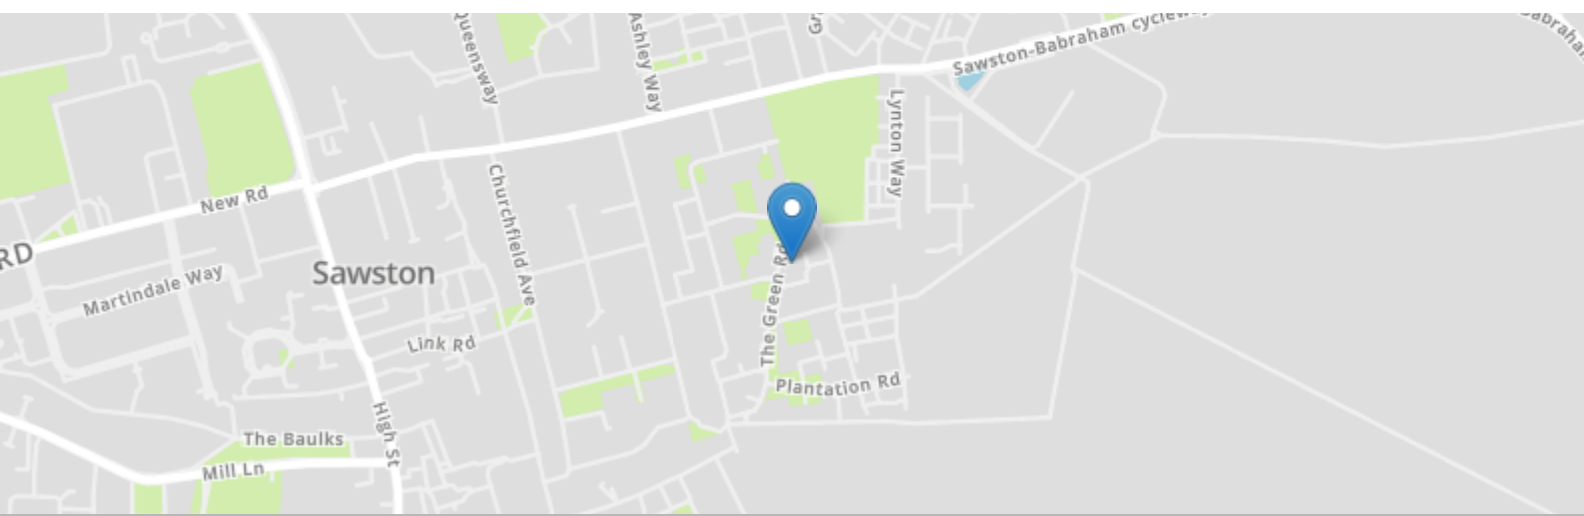 Queensway
Ashley Way
Sawston-Babraham cycleway
Lynton Way
New Rd
Churchfield Ave
RD
Sawston
Martindale Way
The Green Rd
Link Rd
Plantation Rd
High St
The Baulks
Mill Ln